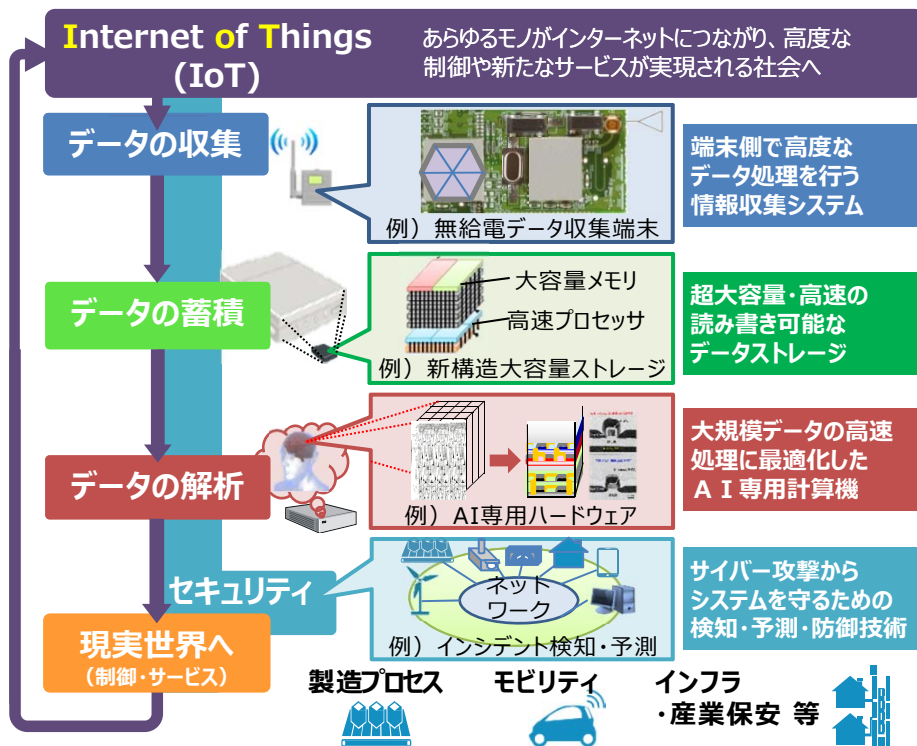 Internet of Things
(IoT)
あらゆるモノがインターネットにつながり、高度な
制御や新たなサービスが実現される社会へ
データの収集
例）無給電データ収集端末
端末側で高度な
データ処理を行う
情報収集システム
データの蓄積
大容量メモリ
高速プロセッサ
例）新構造大容量ストレージ
超大容量・高速の
読み書き可能な
データストレージ
データの解析
例）AI専用ハードウェア
大規模データの高速
処理に最適化した
ＡＩ専用計算機
セキュリティ
ネット
ワーク
例）インシデント検知・予測
サイバー攻撃から
システムを守るための
検知・予測・防御技術
現実世界へ
（制御・サービス）
製造プロセス
モビリティ
インフラ
・産業保安 等